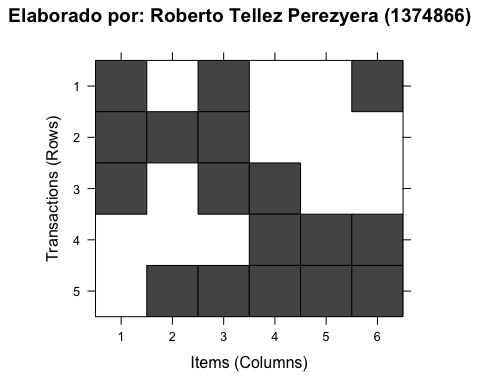 Elaborado por: Roberto Tellez Perezyera (1374866)
1
2
3
4
5
Transactions (Rows)
1 2 3 4 5 6
Items (Columns)